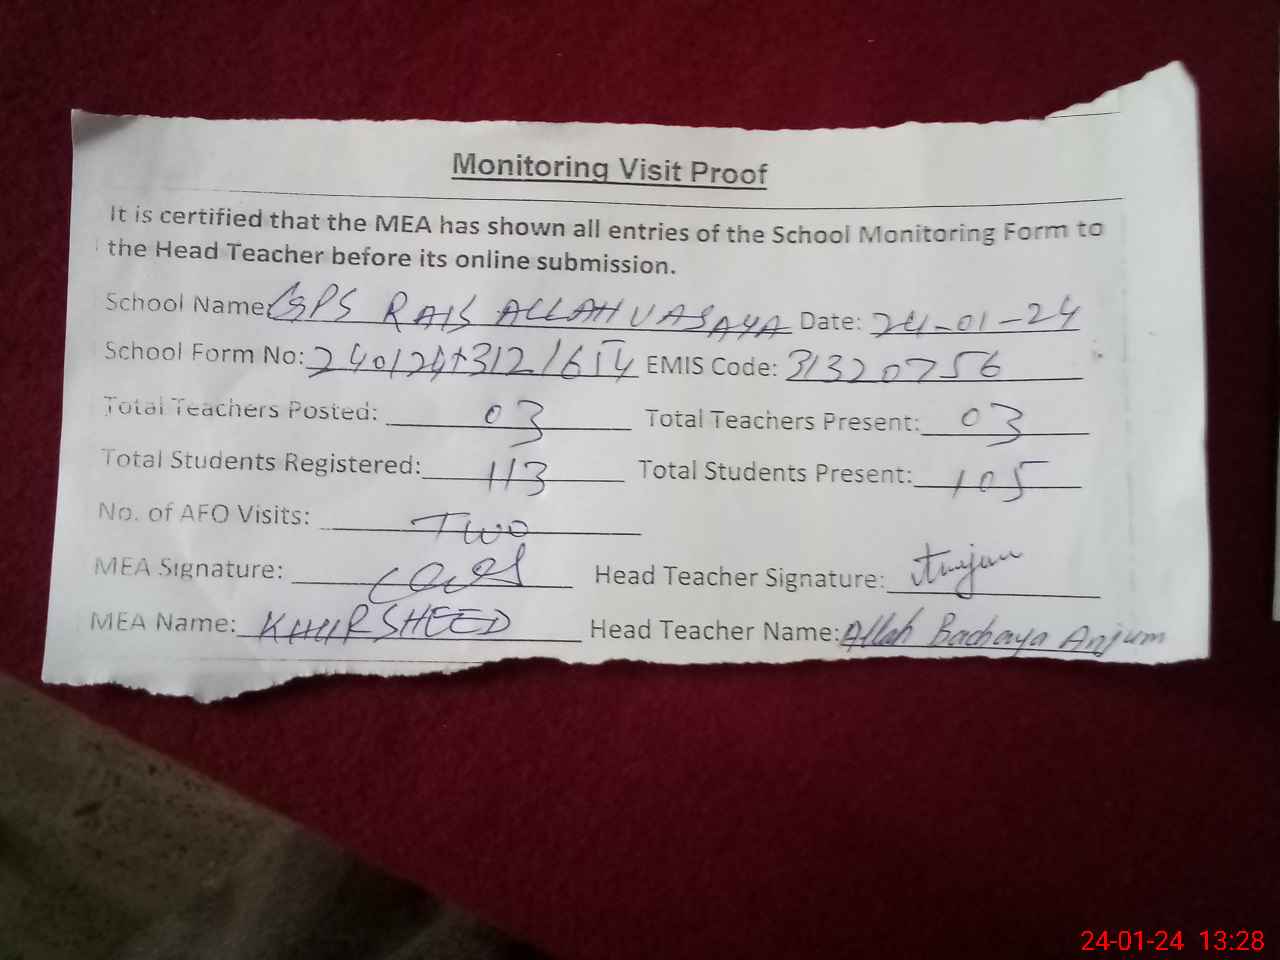 Monitoring Visit Proof
It is certified that the MEA has shown all entries of the School Monitoring Form to
the Head Teacher before its online submission.
School Name: GPS RAIS ALLAH VASAYA Date: 24-01-24
School Form No: EMIS Code: 31320756
Total Teachers Posted: 03 Total Teachers Present: 03
Total Students Registered: 113 Total Students Present: 105
No. of AFO Visits: Two
MEA Signature: Head Teacher Signature: Anjum
MEA Name: KHURSHEED Head Teacher Name: Allah Bachaya Anjum
24-01-24 13:28